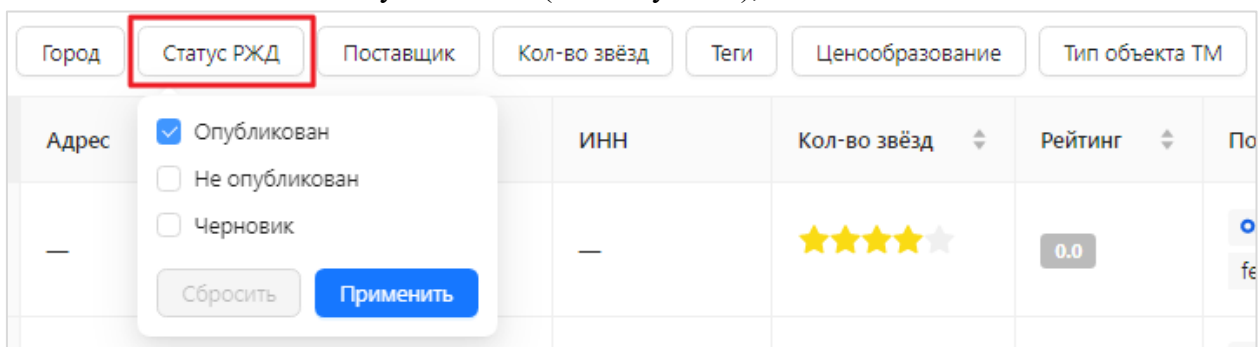 Город Статус РЖД Поставщик Кол-во звёзд Теги Ценообразование Тип объекта ТМ
Адрес ИНН Кол-во звёзд Рейтинг По
Опубликован
Не опубликован
Черновик
— — 0.0
fe
Сбросить Применить